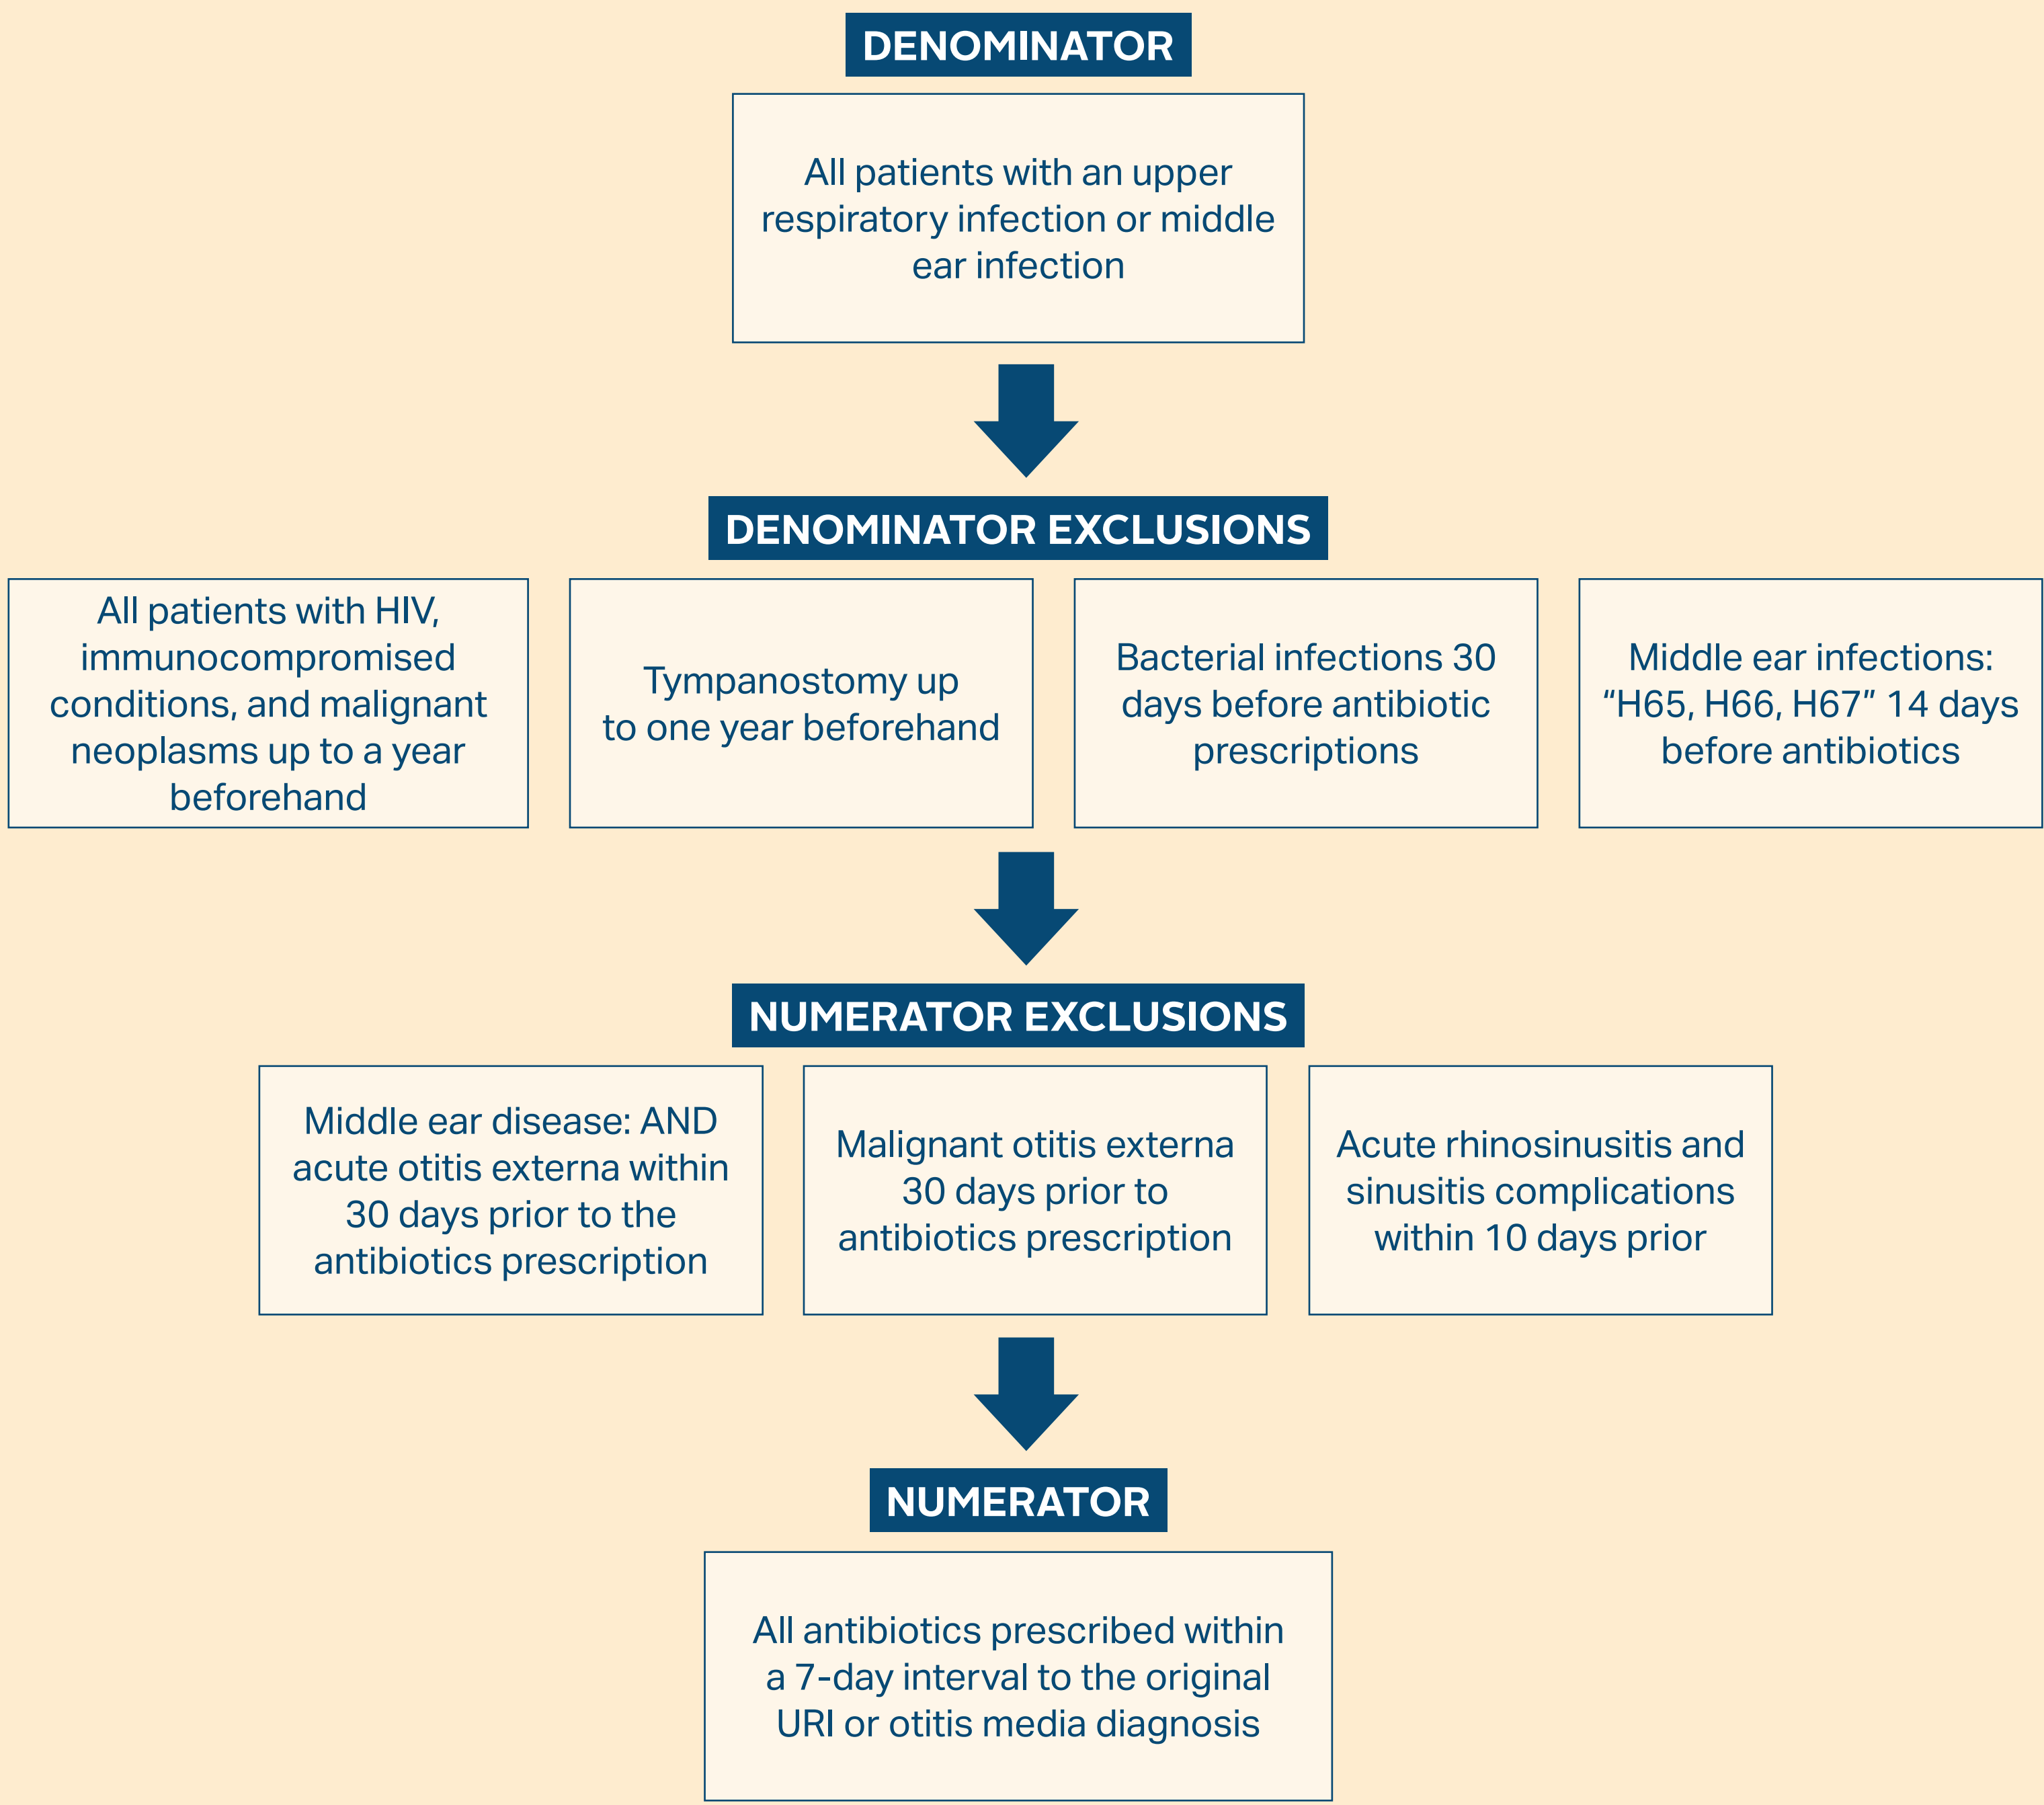 DENOMINATOR
All patients with an upper
respiratory infection or middle
ear infection
DENOMINATOR EXCLUSIONS
All patients with HIV,
immunocompromised
conditions, and malignant
neoplasms up to a year
beforehand
Tympanostomy up
to one year beforehand
Bacterial infections 30
days before antibiotic
prescriptions
Middle ear infections:
“H65, H66, H67” 14 days
before antibiotics
NUMERATOR EXCLUSIONS
Middle ear disease: AND
acute otitis externa within
30 days prior to the
antibiotics prescription
Malignant otitis externa
30 days prior to
antibiotics prescription
Acute rhinosinusitis and
sinusitis complications
within 10 days prior
NUMERATOR
All antibiotics prescribed within
a 7-day interval to the original
URI or otitis media diagnosis